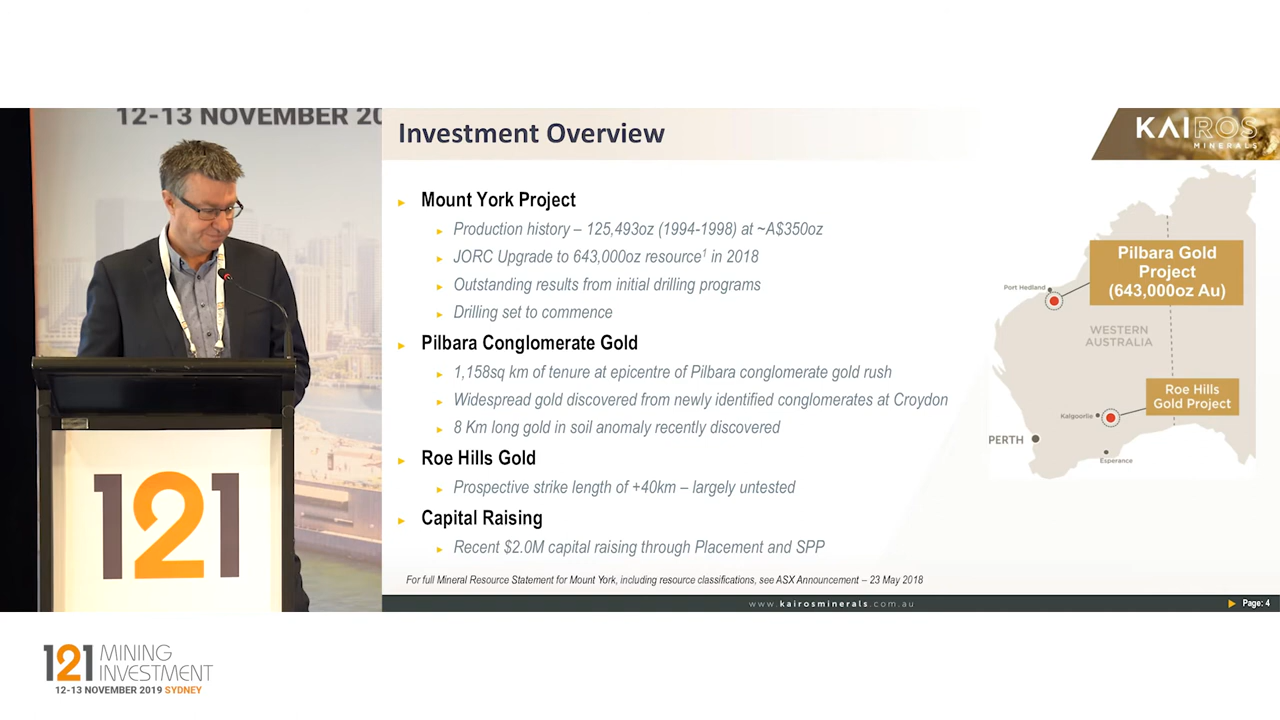 12-13 NOVEMBER 20
Investment Overview
KAIROS
MINERALS
► Mount York Project
► Production history – 125,493oz (1994-1998) at ~A$350oz
► JORC Upgrade to 643,000oz resource¹ in 2018
► Outstanding results from initial drilling programs
► Drilling set to commence
► Pilbara Conglomerate Gold
► 1,158sq km of tenure at epicentre of Pilbara conglomerate gold rush
► Widespread gold discovered from newly identified conglomerates at Croydon
► 8 Km long gold in soil anomaly recently discovered
► Roe Hills Gold
► Prospective strike length of +40km – largely untested
► Capital Raising
► Recent $2.0M capital raising through Placement and SPP
For full Mineral Resource Statement for Mount York, including resource classifications, see ASX Announcement – 23 May 2018
Pilbara Gold
Project
(643,000oz Au)
Port Hedland
WESTERN
AUSTRALIA
Roe Hills
Gold Project
Kalgoorlie
PERTH
Esperance
www.kairosminerals.com.au
► Page: 4
121
121 MINING
INVESTMENT
12-13 NOVEMBER 2019 SYDNEY